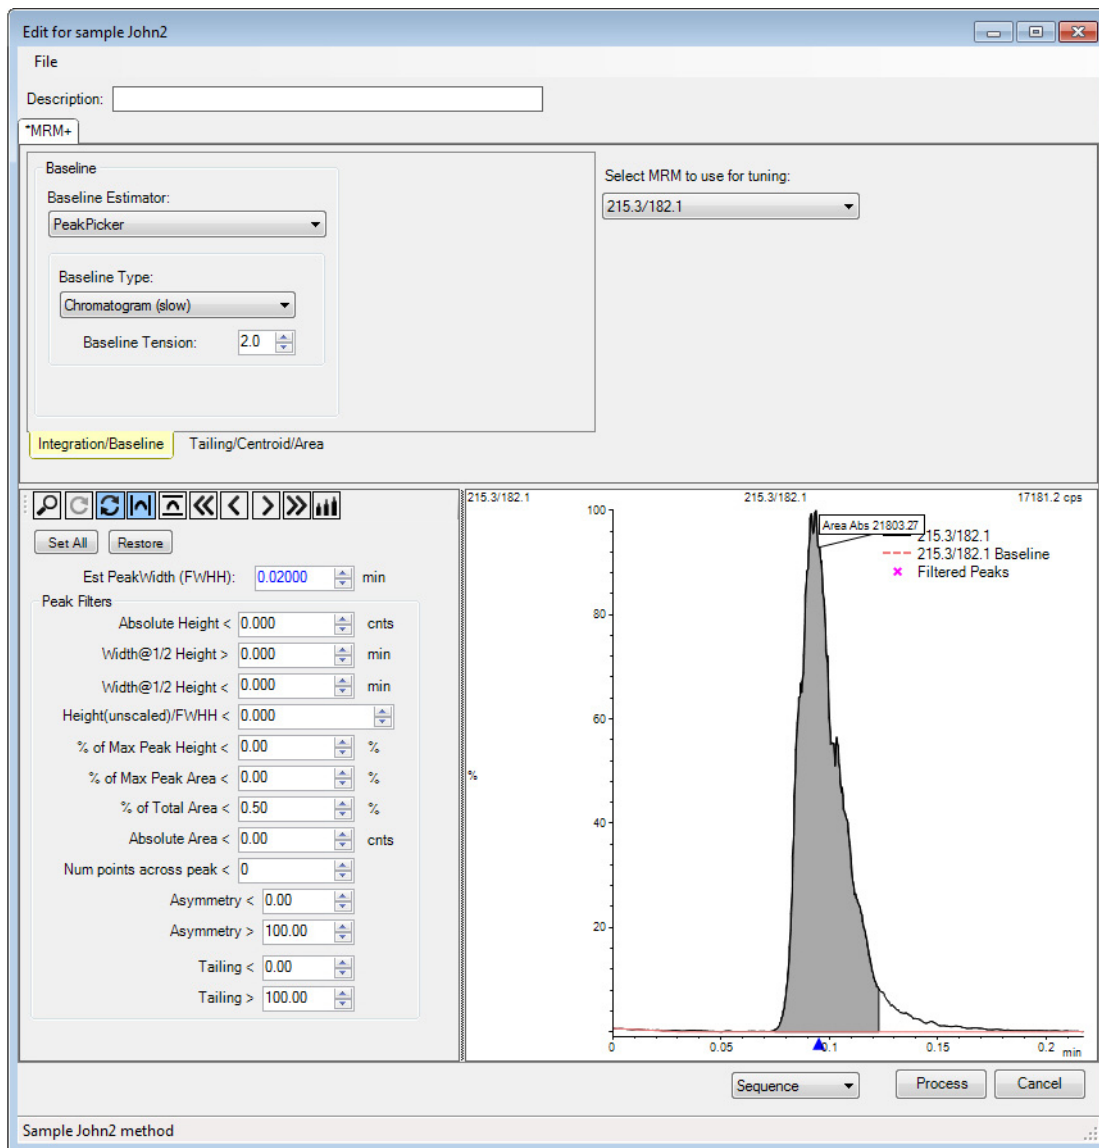 Edit for sample John2
File
Description:
*MRM+
Baseline
Baseline Estimator:
PeakPicker
Baseline Type:
Chromatogram (slow)
Baseline Tension: 2.0
Select MRM to use for tuning:
215.3/182.1
Integration/Baseline Tailing/Centroid/Area
Set All Restore
Est PeakWidth (FWHH): 0.02000 min
Peak Filters
Absolute Height < 0.000 cnts
Width@1/2 Height > 0.000 min
Width@1/2 Height < 0.000 min
Height(unscaled)/FWHH < 0.000
% of Max Peak Height < 0.00 %
% of Max Peak Area < 0.00 %
% of Total Area < 0.50 %
Absolute Area < 0.00 cnts
Num points across peak < 0
Asymmetry < 0.00
Asymmetry > 100.00
Tailing < 0.00
Tailing > 100.00
215.3/182.1 215.3/182.1 17181.2 cps
100
Area Abs 21803.27
215.3/182.1
215.3/182.1 Baseline
Filtered Peaks
80
60
%
40
20
0 0.05 0.1 0.15 0.2 min
Sequence Process Cancel
Sample John2 method